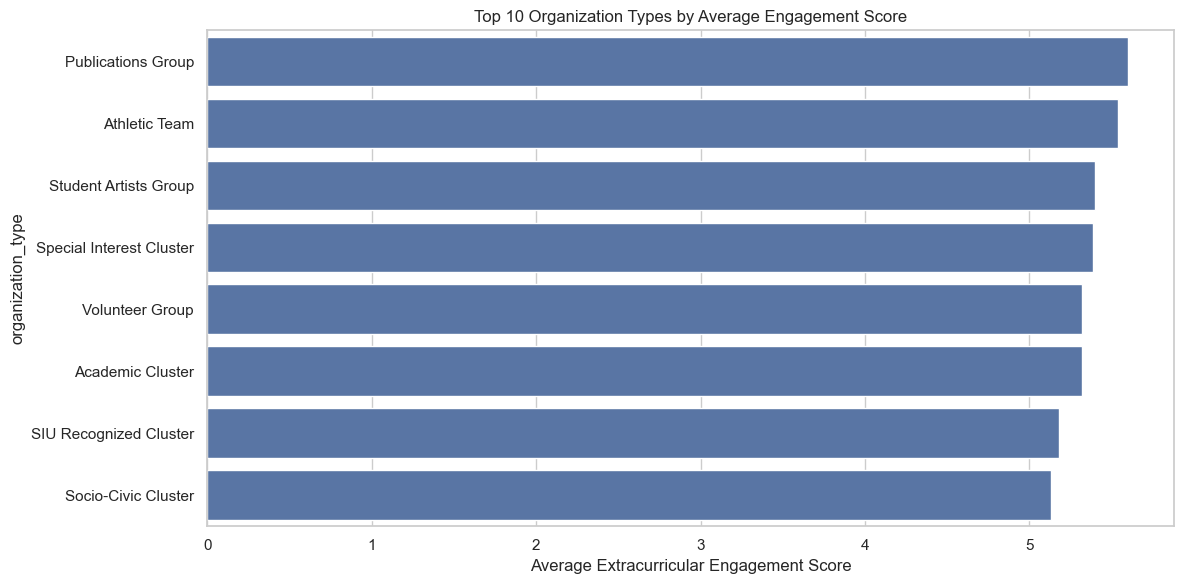 Top 10 Organization Types by Average Engagement Score
organization_type
Publications Group
Athletic Team
Student Artists Group
Special Interest Cluster
Volunteer Group
Academic Cluster
SIU Recognized Cluster
Socio-Civic Cluster
0 1 2 3 4 5
Average Extracurricular Engagement Score